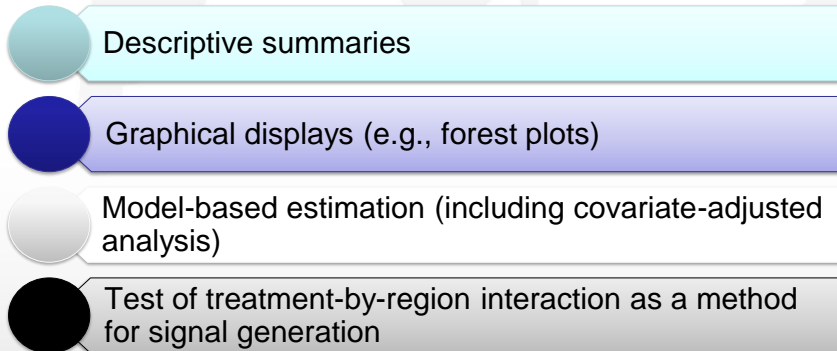 Descriptive summaries
Graphical displays (e.g., forest plots)
Model-based estimation (including covariate-adjusted
analysis)
Test of treatment-by-region interaction as a method
for signal generation